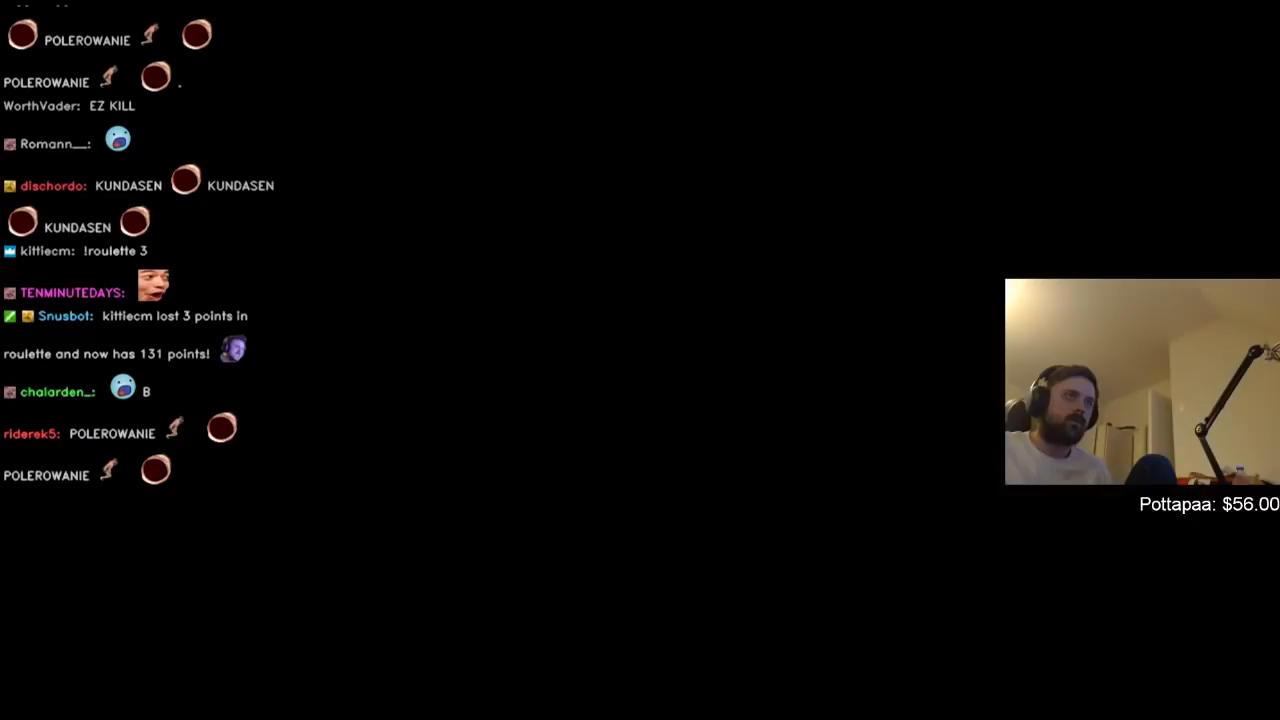 POLEROWANIE
POLEROWANIE .
WorthVader: EZ KILL
Romann__:
dischordo: KUNDASEN KUNDASEN
KUNDASEN
kittiecm: !roulette 3
TENMINUTEDAYS:
Snusbot: kittiecm lost 3 points in
roulette and now has 131 points!
chalarden_: B
riderek5: POLEROWANIE
POLEROWANIE
Pottapaa: $56.00